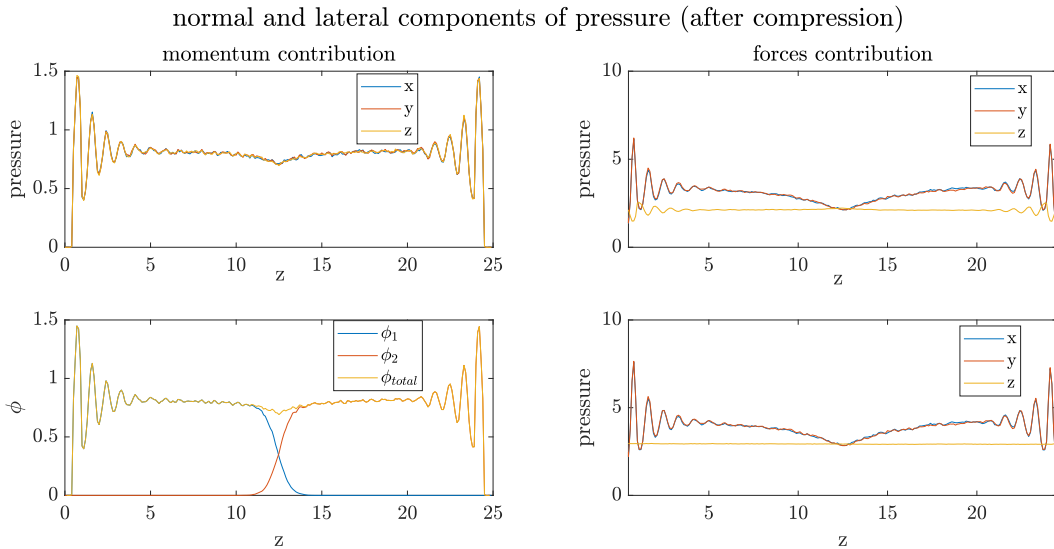 normal and lateral components of pressure (after compression)
momentum contribution
1.5
1
0.5
0
pressure
x
y
z
0 5 10 15 20 25
z
forces contribution
10
5
0
pressure
x
y
z
5 10 15 20
z
1.5
1
0.5
0
ϕ
ϕ₁
ϕ₂
ϕₜₒₜₐₗ
0 5 10 15 20 25
z
10
5
0
pressure
x
y
z
5 10 15 20
z